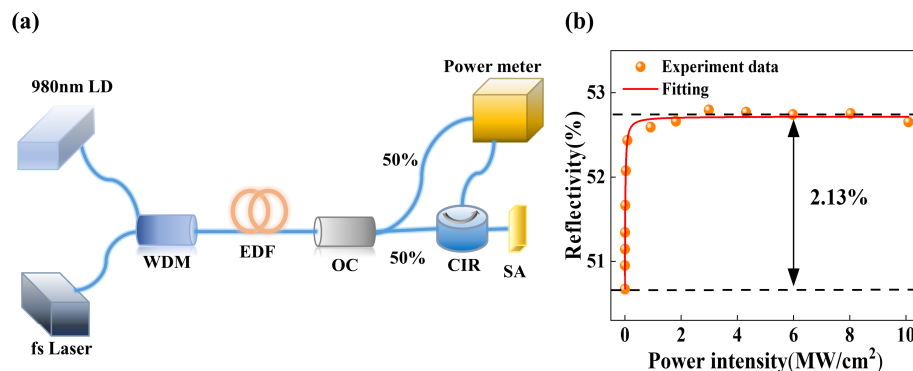 (a)
980nm LD
fs Laser
WDM
EDF
OC
50%
50%
Power meter
CIR
SA
(b)
Experiment data
Fitting
Reflectivity(%)
53
52
51
2.13%
0 2 4 6 8 10
Power intensity(MW/cm²)